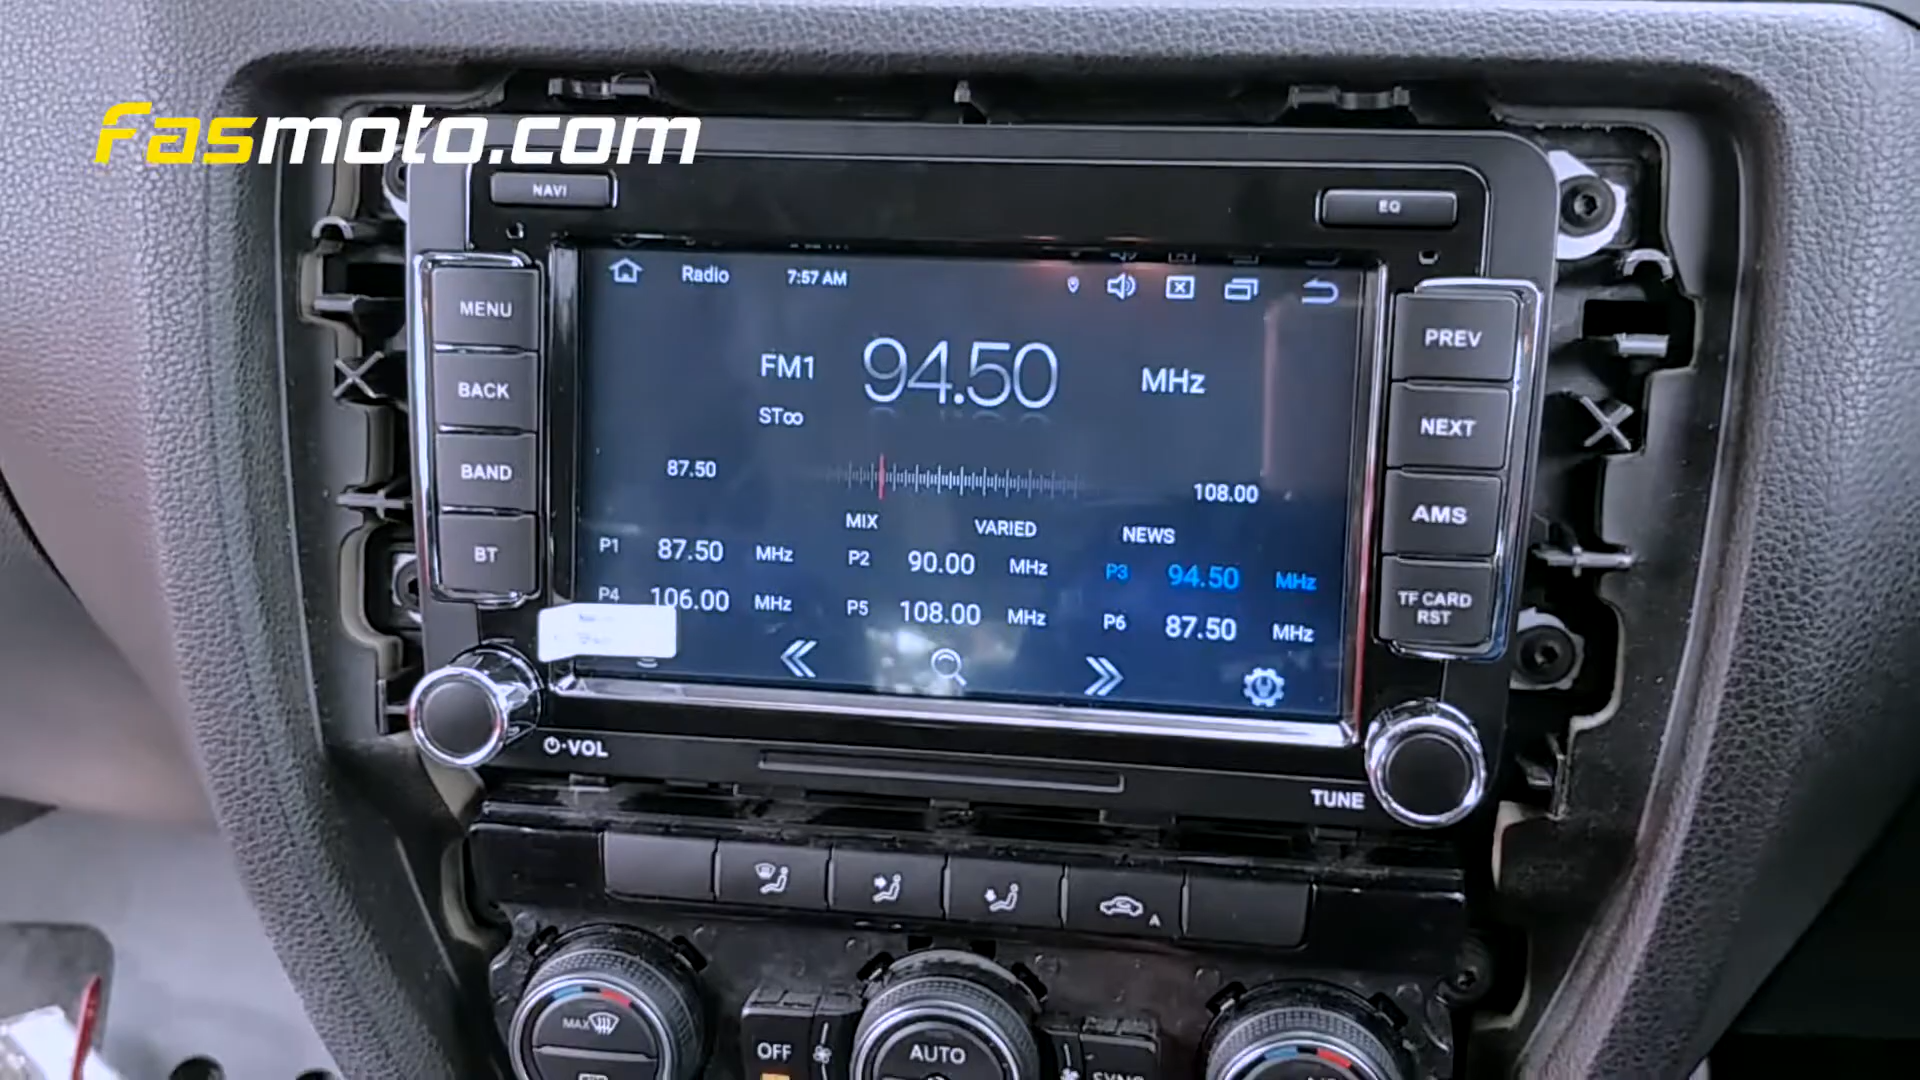 fasmoto.com
NAVI
EQ
MENU
BACK
BAND
BT
Radio
7:57 AM
FM1
94.50
MHz
ST
87.50
108.00
MIX
VARIED
NEWS
P1 87.50 MHz
P2 90.00 MHz
P3 94.50 MHz
P4 106.00 MHz
P5 108.00 MHz
P6 87.50 MHz
PREV
NEXT
AMS
TF CARD
RST
VOL
TUNE
A
MAX
OFF
AUTO
SYNC